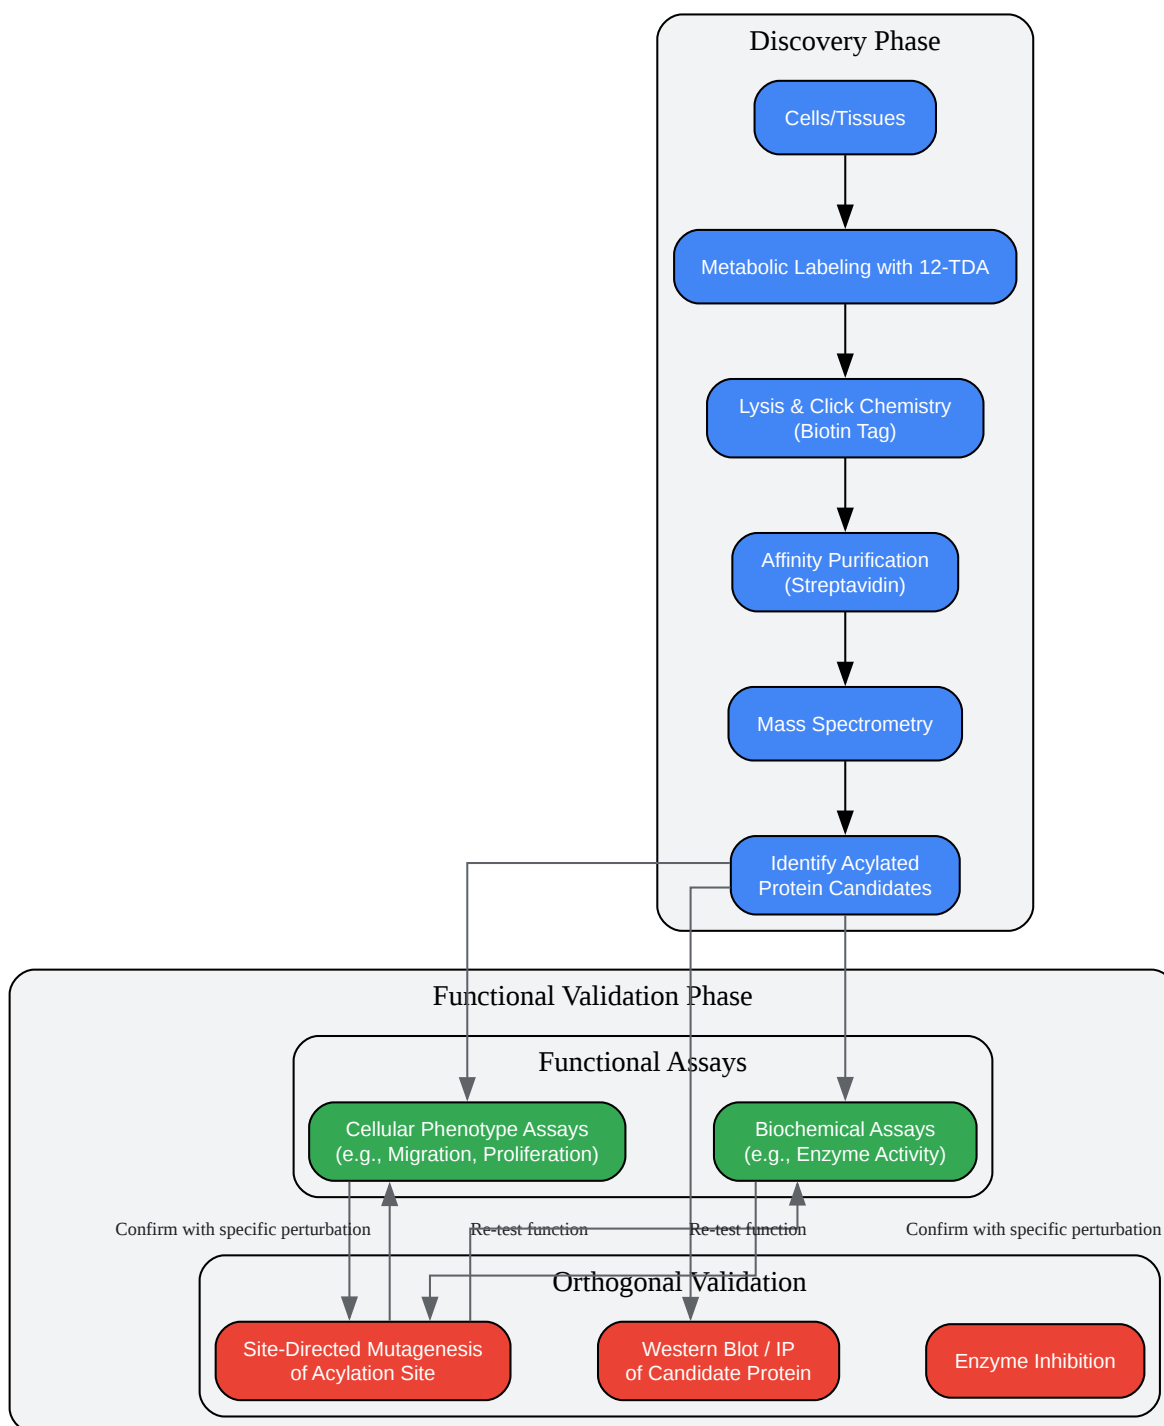 Discovery Phase
Cells/Tissues
Metabolic Labeling with 12-TDA
Lysis & Click Chemistry
(Biotin Tag)
Affinity Purification
(Streptavidin)
Mass Spectrometry
Identify Acylated
Protein Candidates
Functional Validation Phase
Functional Assays
Cellular Phenotype Assays
(e.g., Migration, Proliferation)
Biochemical Assays
(e.g., Enzyme Activity)
Confirm with specific perturbation
Re-test function
Re-test function
Confirm with specific perturbation
Orthogonal Validation
Site-Directed Mutagenesis
of Acylation Site
Western Blot / IP
of Candidate Protein
Enzyme Inhibition